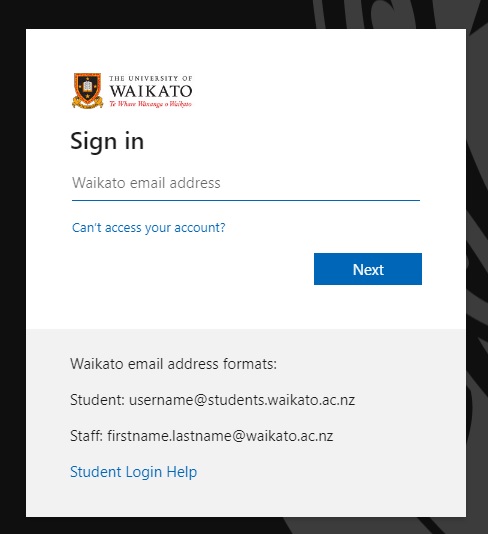 THE UNIVERSITY OF
WAIKATO
Te Whare Wānanga o Waikato
Sign in
Waikato email address
Can't access your account?
Next
Waikato email address formats:
Student: username@students.waikato.ac.nz
Staff: firstname.lastname@waikato.ac.nz
Student Login Help